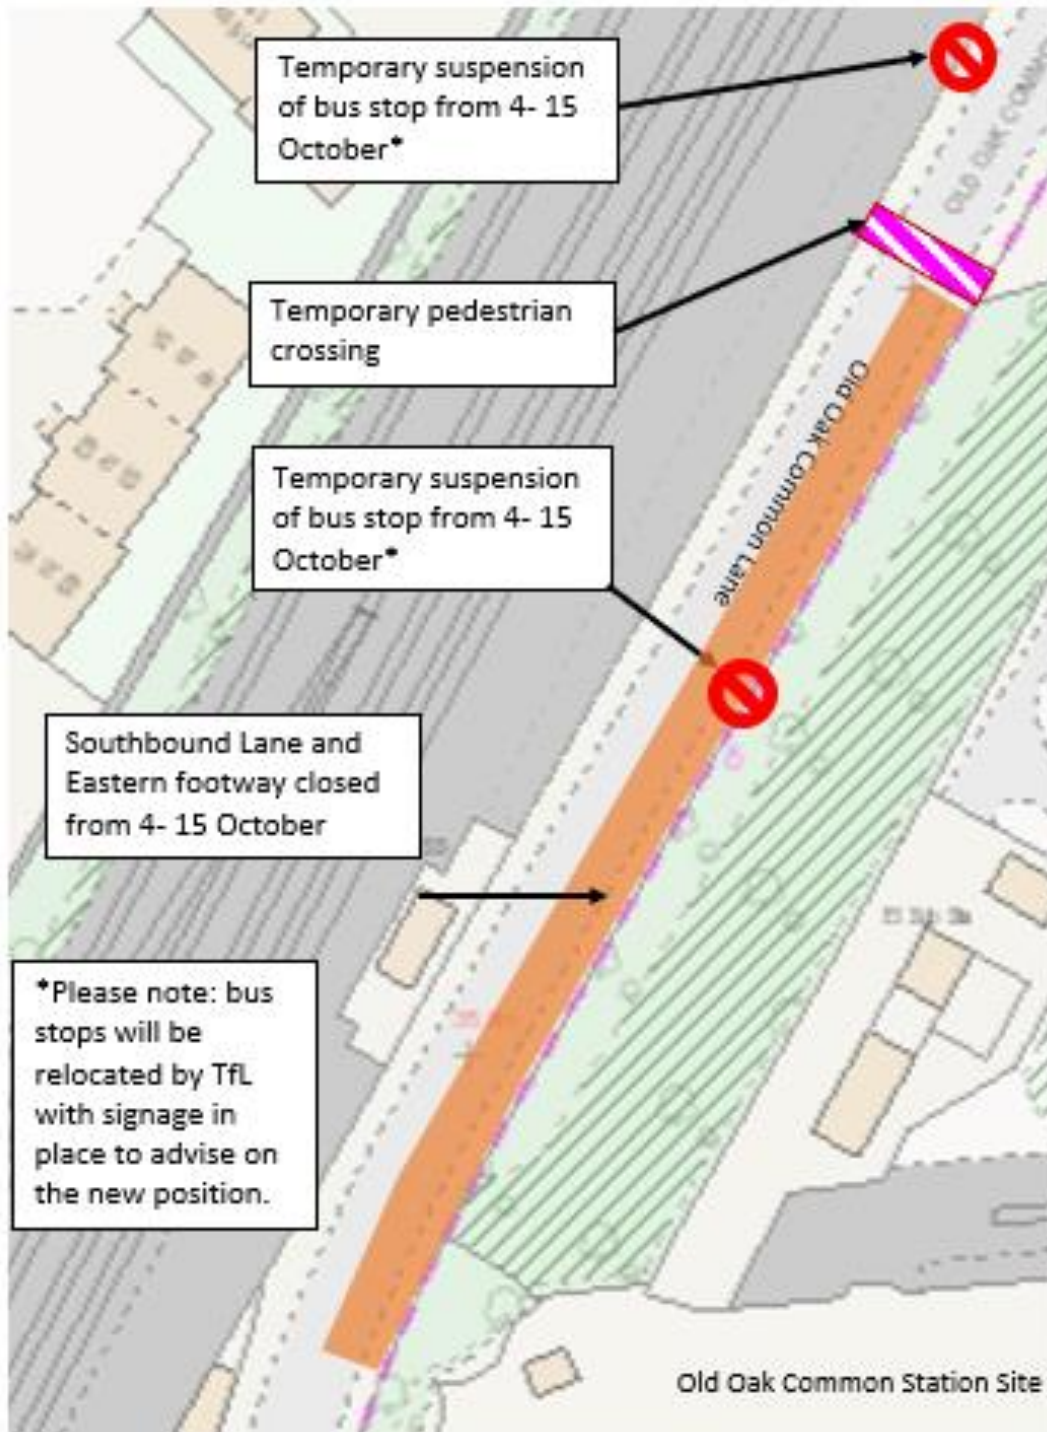 Temporary suspension
of bus stop from 4- 15
October*
OLD OAK COMM
Temporary pedestrian
crossing
Old Oak Common Lane
Temporary suspension
of bus stop from 4- 15
October*
Southbound Lane and
Eastern footway closed
from 4- 15 October
*Please note: bus
stops will be
relocated by TfL
with signage in
place to advise on
the new position.
Old Oak Common Station Site